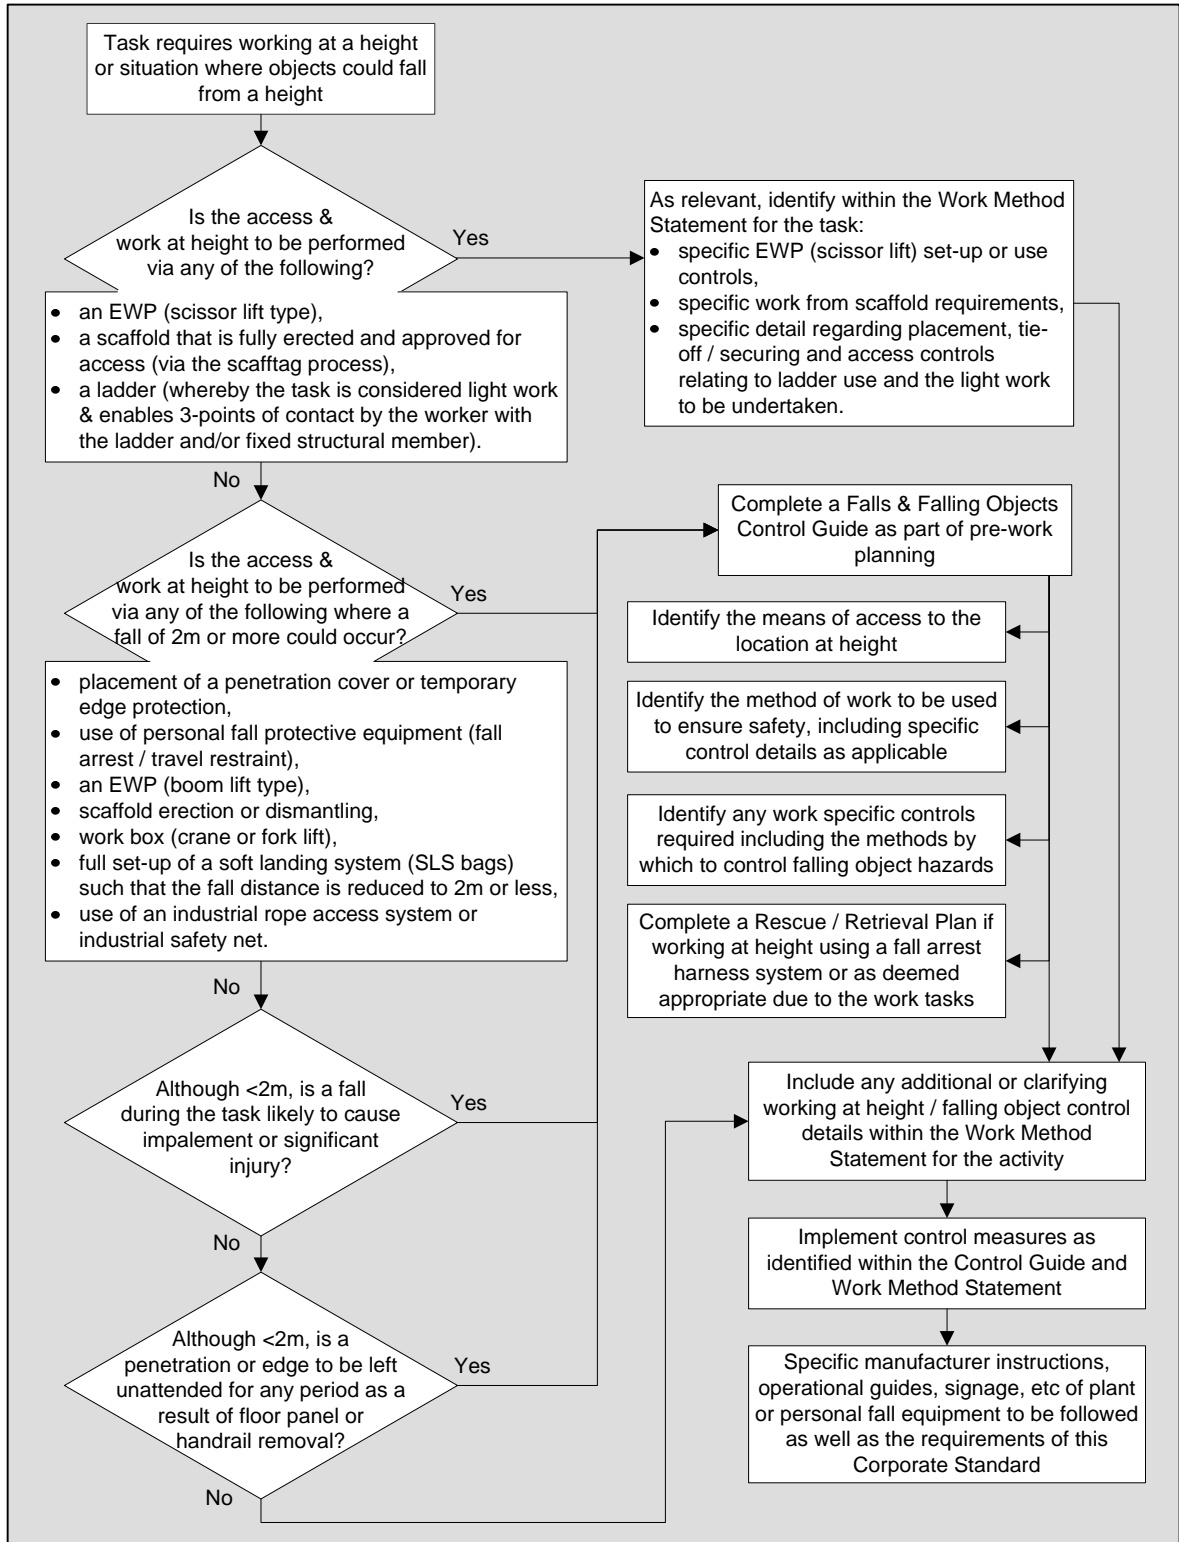 Task requires working at a height
or situation where objects could fall
from a height
Is the access &
work at height to be performed
via any of the following?
Yes
• an EWP (scissor lift type),
• a scaffold that is fully erected and approved for
access (via the scafftag process),
• a ladder (whereby the task is considered light work
& enables 3-points of contact by the worker with
the ladder and/or fixed structural member).
As relevant, identify within the Work Method
Statement for the task:
• specific EWP (scissor lift) set-up or use
controls,
• specific work from scaffold requirements,
• specific detail regarding placement, tie-
off / securing and access controls
relating to ladder use and the light work
to be undertaken.
No
Is the access &
work at height to be performed
via any of the following where a
fall of 2m or more could occur?
Yes
• placement of a penetration cover or temporary
edge protection,
• use of personal fall protective equipment (fall
arrest / travel restraint),
• an EWP (boom lift type),
• scaffold erection or dismantling,
• work box (crane or fork lift),
• full set-up of a soft landing system (SLS bags)
such that the fall distance is reduced to 2m or less,
• use of an industrial rope access system or
industrial safety net.
Complete a Falls & Falling Objects
Control Guide as part of pre-work
planning
Identify the means of access to the
location at height
Identify the method of work to be used
to ensure safety, including specific
control details as applicable
Identify any work specific controls
required including the methods by
which to control falling object hazards
Complete a Rescue / Retrieval Plan if
working at height using a fall arrest
harness system or as deemed
appropriate due to the work tasks
No
Although <2m, is a fall
during the task likely to cause
impalement or significant
injury?
Yes
Include any additional or clarifying
working at height / falling object control
details within the Work Method
Statement for the activity
No
Implement control measures as
identified within the Control Guide and
Work Method Statement
Although <2m, is a
penetration or edge to be left
unattended for any period as a
result of floor panel or
handrail removal?
Yes
Specific manufacturer instructions,
operational guides, signage, etc of plant
or personal fall equipment to be followed
as well as the requirements of this
Corporate Standard
No